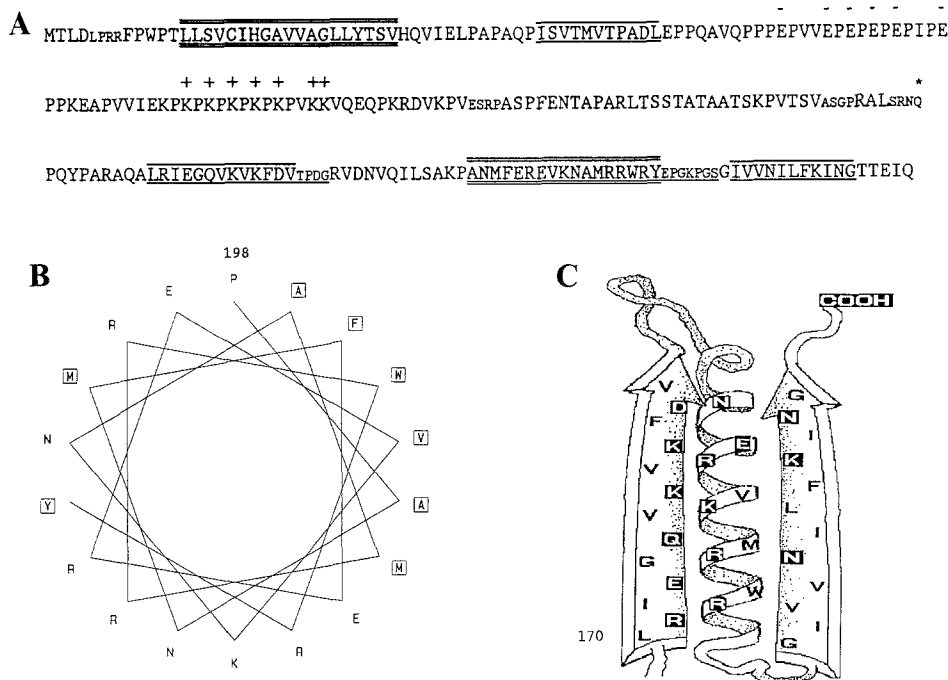 A
- - - - - -
MTLDLPRRFPWPTLLSVCIHGAVVAGLLYTSVHQVIELPAPAQPISVTMVTPADLEPPQAVQPPPEPVVEPEPEPEPIPE
+ + + + + ++
*
PPKEAPVVIEKPKPKPKPKPKPVKKVQEQPKRDVKPVESRPASPFENTAPARLTSSTATAATSKPVTSVASGPRALSRNQ
PQYPARAQALRIEGQVKVKFDVTPDGRVDNVQILSAKPANMFEREVKNAMRRWRYEPGKPGSGIVVNILFKINGTTEIQ
B
198
P
E A
R F
M W
N V
Y A
R M
R E
N K R
C
COOH
V G
D N N
F I
K E
R K
V F
K V
K L
V I
Q M
R N
G V
E W
R V
I I
L G
170